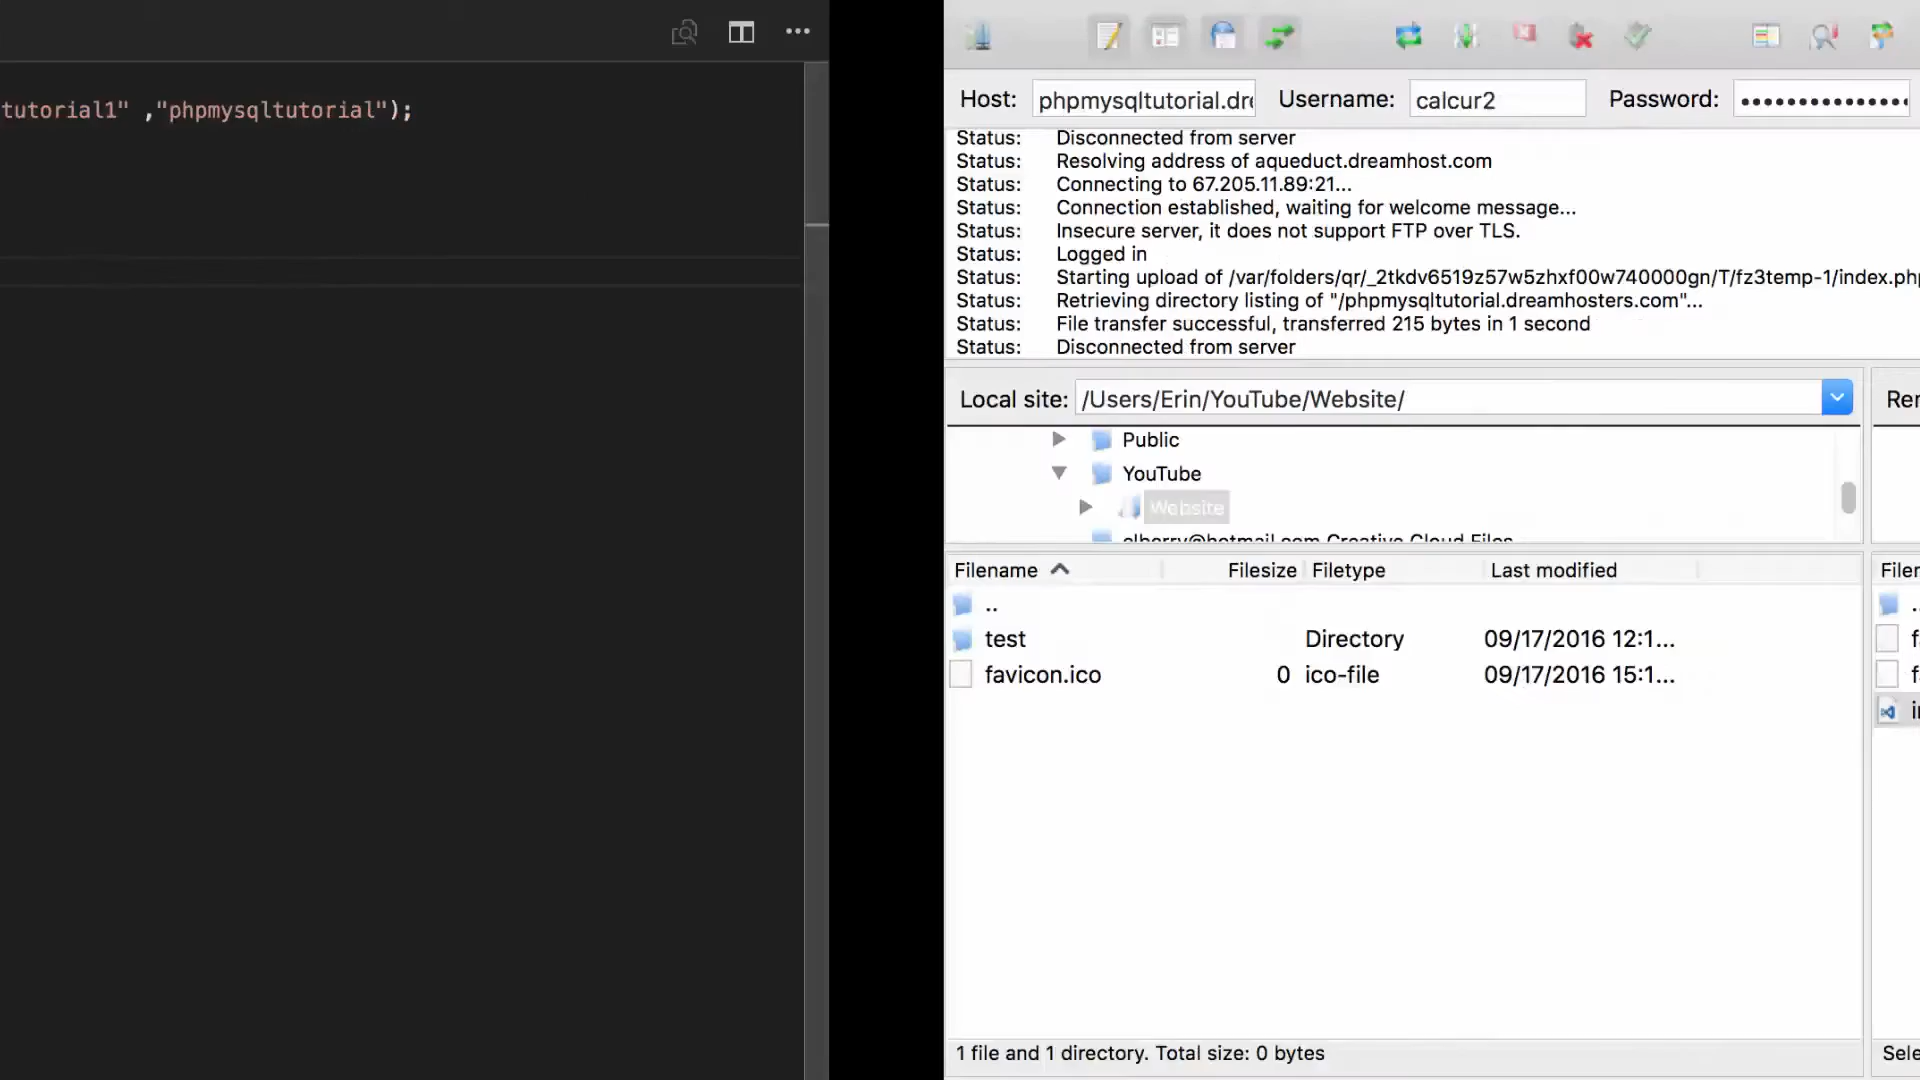 tutorial1" ,"phpmysqltutorial");
Host: phpmysqltutorial.dre Username: calcur2 Password: •••••••••••••••
Status: Disconnected from server
Status: Resolving address of aqueduct.dreamhost.com
Status: Connecting to 67.205.11.89:21...
Status: Connection established, waiting for welcome message...
Status: Insecure server, it does not support FTP over TLS.
Status: Logged in
Status: Starting upload of /var/folders/qr/_2tkdv6519z57w5zhxf00w740000gn/T/fz3temp-1/index.php
Status: Retrieving directory listing of "/phpmysqltutorial.dreamhosters.com"...
Status: File transfer successful, transferred 215 bytes in 1 second
Status: Disconnected from server
Local site: /Users/Erin/YouTube/Website/
Public
YouTube
Website
Creative Cloud Files
Filename Filesize Filetype Last modified
..
test Directory 09/17/2016 12:1...
favicon.ico 0 ico-file 09/17/2016 15:1...
1 file and 1 directory. Total size: 0 bytes